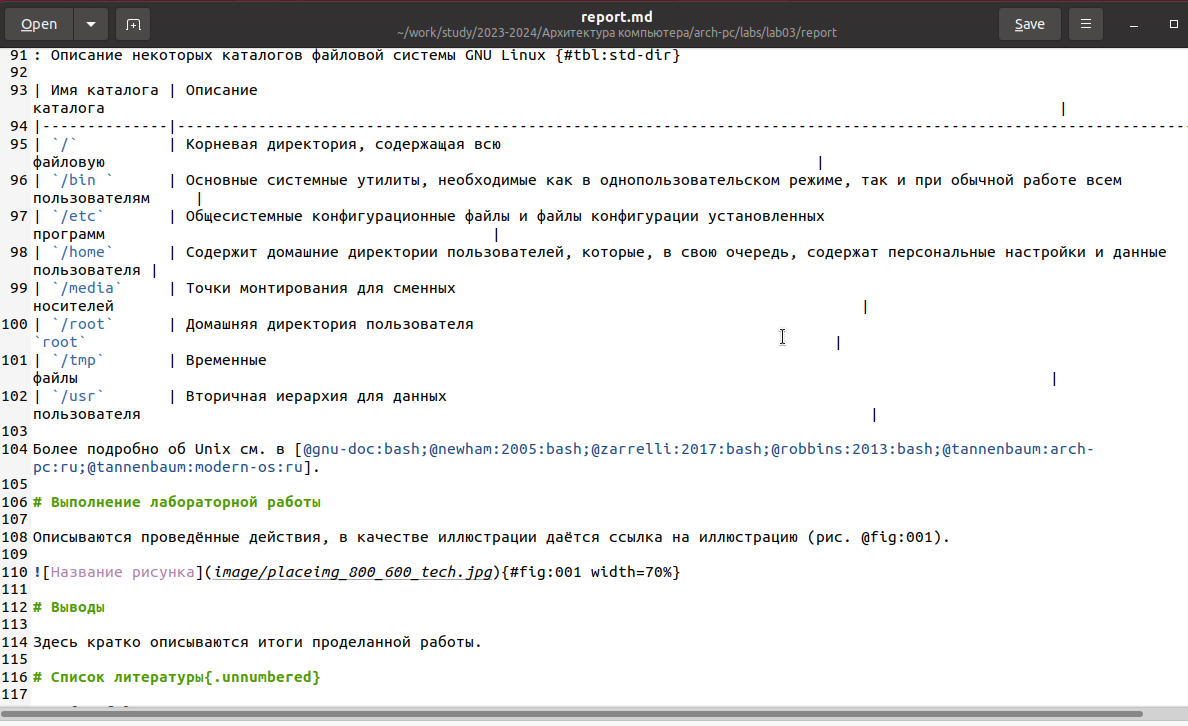 Open
report.md
~/work/study/2023-2024/Архитектура компьютера/arch-pc/labs/lab03/report
Save
91 : Описание некоторых каталогов файловой системы GNU Linux {#tbl:std-dir}
92
93 | Имя каталога | Описание
каталога |
94 |--------------|----------------------------------------------------------------------------------------------------------------
95 | `/` | Корневая директория, содержащая всю
файловую |
96 | `/bin ` | Основные системные утилиты, необходимые как в однопользовательском режиме, так и при обычной работе всем
пользователям |
97 | `/etc` | Общесистемные конфигурационные файлы и файлы конфигурации установленных
программ |
98 | `/home` | Содержит домашние директории пользователей, которые, в свою очередь, содержат персональные настройки и данные
пользователя |
99 | `/media` | Точки монтирования для сменных
носителей |
100 | `/root` | Домашняя директория пользователя
`root` |
101 | `/tmp` | Временные
файлы |
102 | `/usr` | Вторичная иерархия для данных
пользователя |
103
104 Более подробно об Unix см. в [@gnu-doc:bash;@newham:2005:bash;@zarrelli:2017:bash;@robbins:2013:bash;@tannenbaum:arch-
pc:ru;@tannenbaum:modern-os:ru].
105
106 # Выполнение лабораторной работы
107
108 Описываются проведённые действия, в качестве иллюстрации даётся ссылка на иллюстрацию (рис. @fig:001).
109
110 ![Название рисунка](image/placeimg_800_600_tech.jpg){#fig:001 width=70%}
111
112 # Выводы
113
114 Здесь кратко описываются итоги проделанной работы.
115
116 # Список литературы{.unnumbered}
117